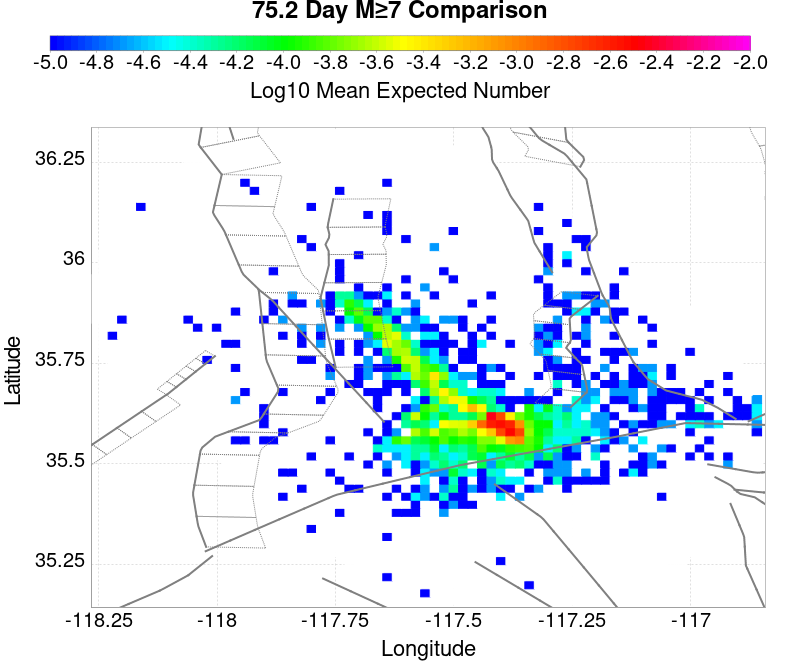 75.2 Day M≥7 Comparison
-5.0 -4.8 -4.6 -4.4 -4.2 -4.0 -3.8 -3.6 -3.4 -3.2 -3.0 -2.8 -2.6 -2.4 -2.2 -2.0
Log10 Mean Expected Number
36.25
36
35.75
35.5
35.25
Latitude
-118.25 -118 -117.75 -117.5 -117.25 -117
Longitude